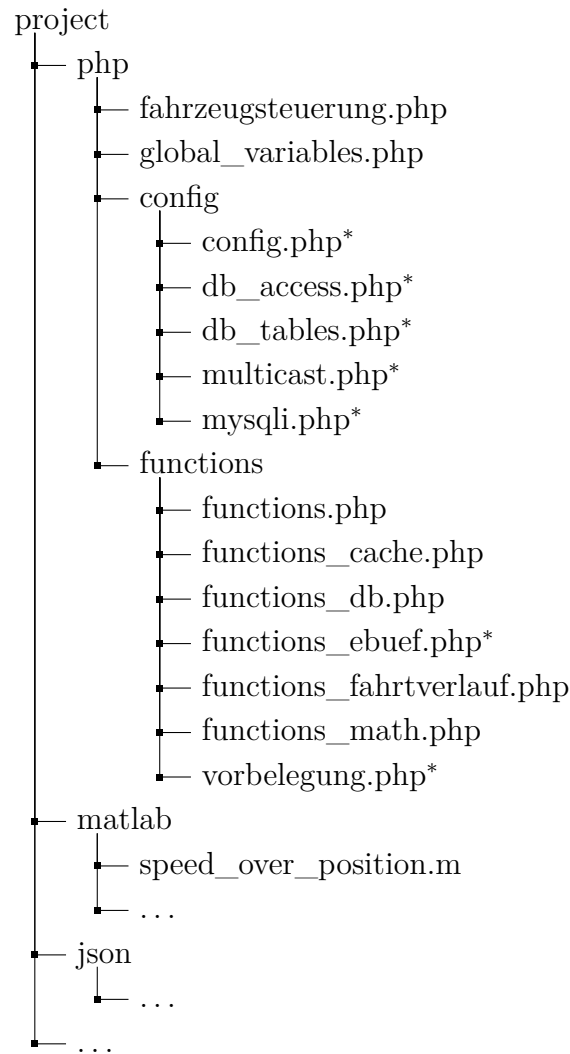 project
php
fahrzeugsteuerung.php
global_variables.php
config
config.php*
db_access.php*
db_tables.php*
multicast.php*
mysqli.php*
functions
functions.php
functions_cache.php
functions_db.php
functions_ebuef.php*
functions_fahrtverlauf.php
functions_math.php
vorbelegung.php*
matlab
speed_over_position.m
...
json
...
...